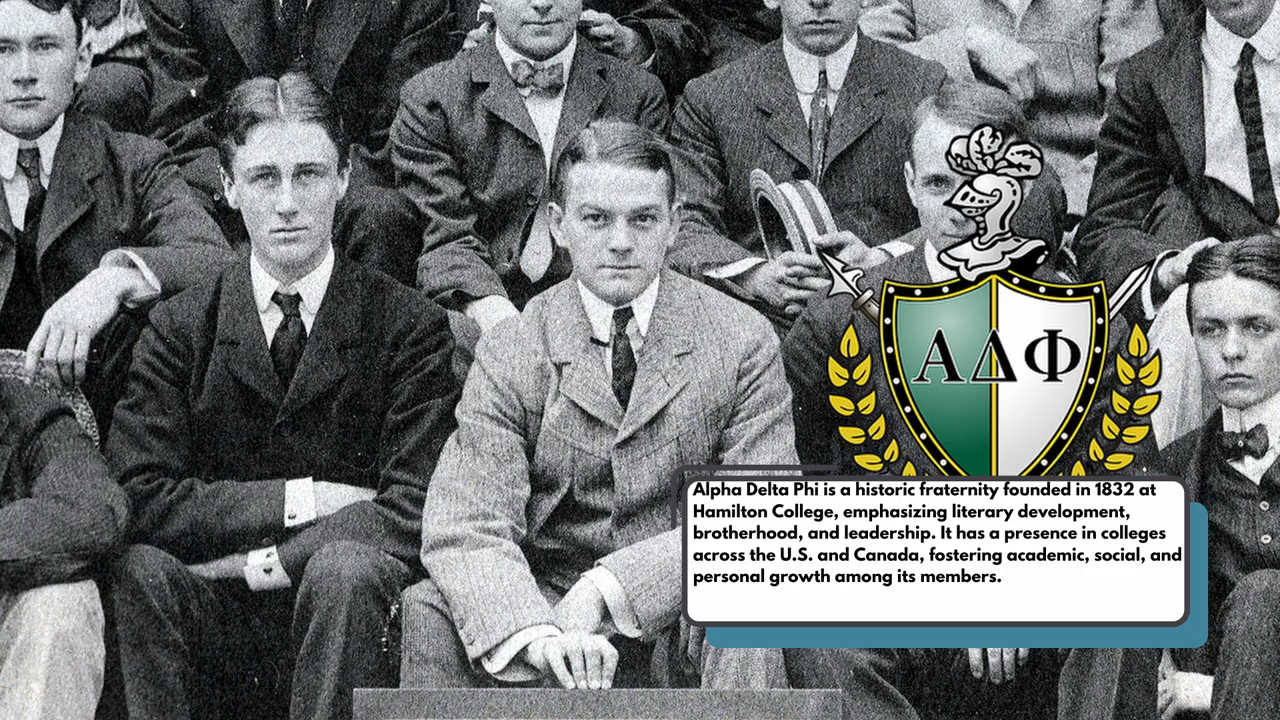 ΑΔΦ
Alpha Delta Phi is a historic fraternity founded in 1832 at
Hamilton College, emphasizing literary development,
brotherhood, and leadership. It has a presence in colleges
across the U.S. and Canada, fostering academic, social, and
personal growth among its members.